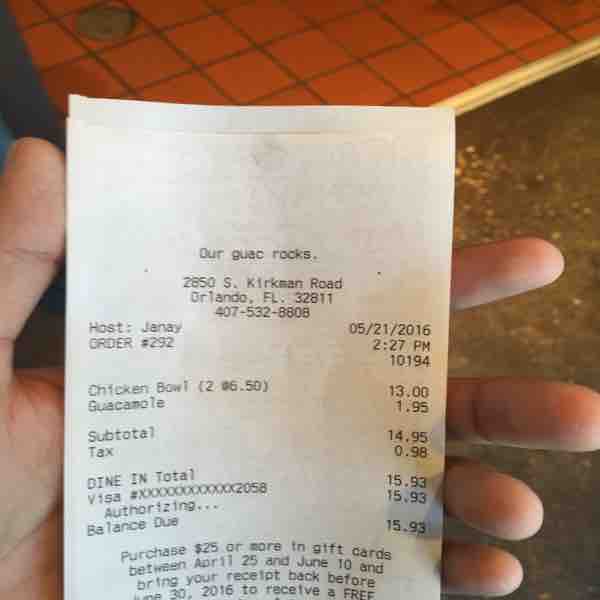 Our guac rocks.
2850 S. Kirkman Road
Orlando, FL. 32811
407-532-8808
Host: Janay 05/21/2016
ORDER #292 2:27 PM
10194
Chicken Bowl (2 @6.50) 13.00
Guacamole 1.95
Subtotal 14.95
Tax 0.98
DINE IN Total 15.93
Visa #XXXXXXXXXXXX2058 15.93
Authorizing...
Balance Due 15.93
Purchase $25 or more in gift cards
between April 25 and June 10 and
bring your receipt back before
June 30, 2016 to receive a FREE